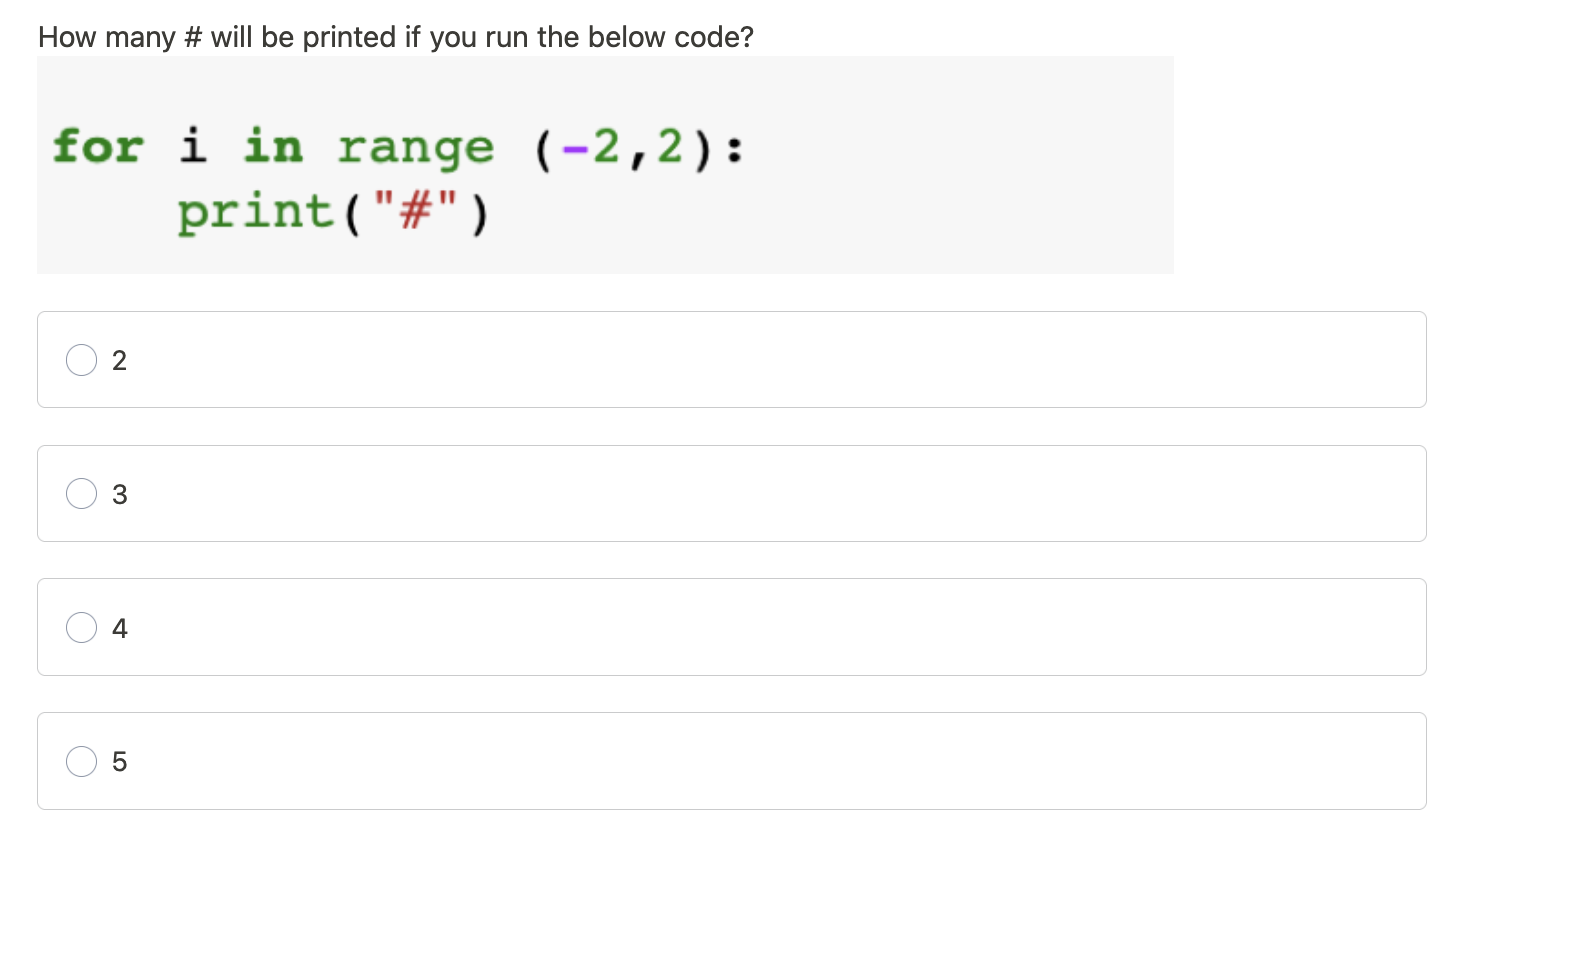 How many # will be printed if you run the below code?
for i in range (-2,2):
    print("#")
2
3
4
5